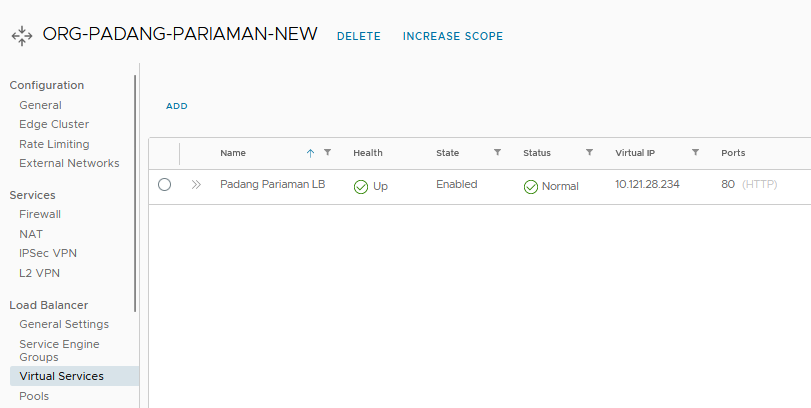 ORG-PADANG-PARIAMAN-NEW DELETE INCREASE SCOPE
Configuration
General
Edge Cluster
Rate Limiting
External Networks
Services
Firewall
NAT
IPSec VPN
L2 VPN
Load Balancer
General Settings
Service Engine
Groups
Virtual Services
Pools
ADD
Name Health State Status Virtual IP Ports
Padang Pariaman LB Up Enabled Normal 10.121.28.234 80 (HTTP)